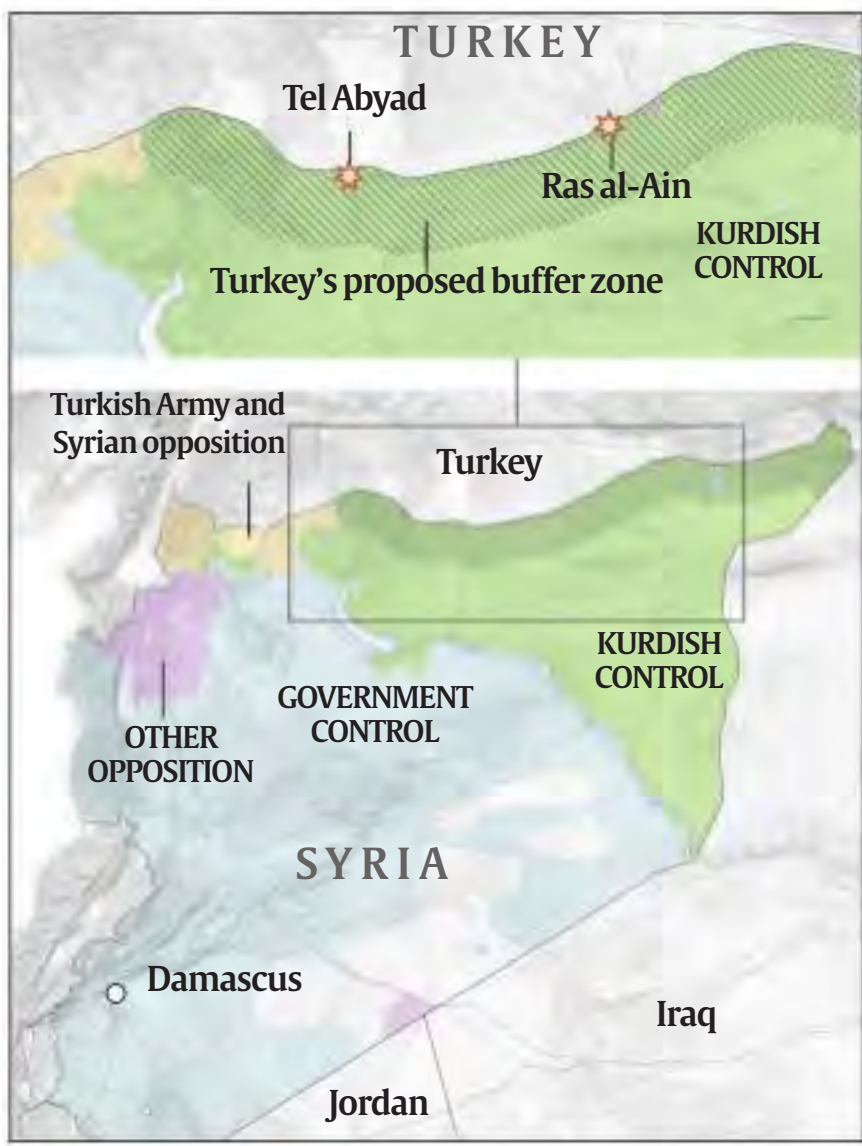 TURKEY
Tel Abyad
Ras al-Ain
KURDISH
CONTROL
Turkey's proposed buffer zone
Turkish Army and
Syrian opposition
Turkey
KURDISH
CONTROL
GOVERNMENT
CONTROL
OTHER
OPPOSITION
SYRIA
Damascus
Iraq
Jordan